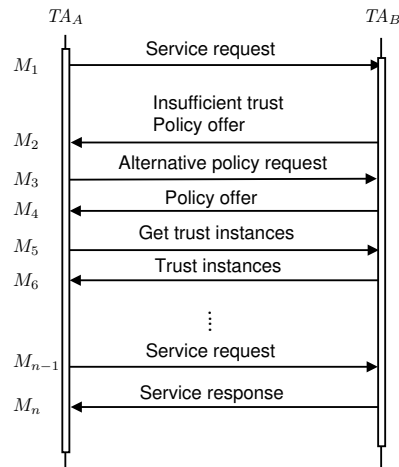 TA_A TA_B
M_1 Service request
Insufficient trust
M_2 Policy offer
M_3 Alternative policy request
M_4 Policy offer
M_5 Get trust instances
M_6 Trust instances
M_{n-1} Service request
M_n Service response